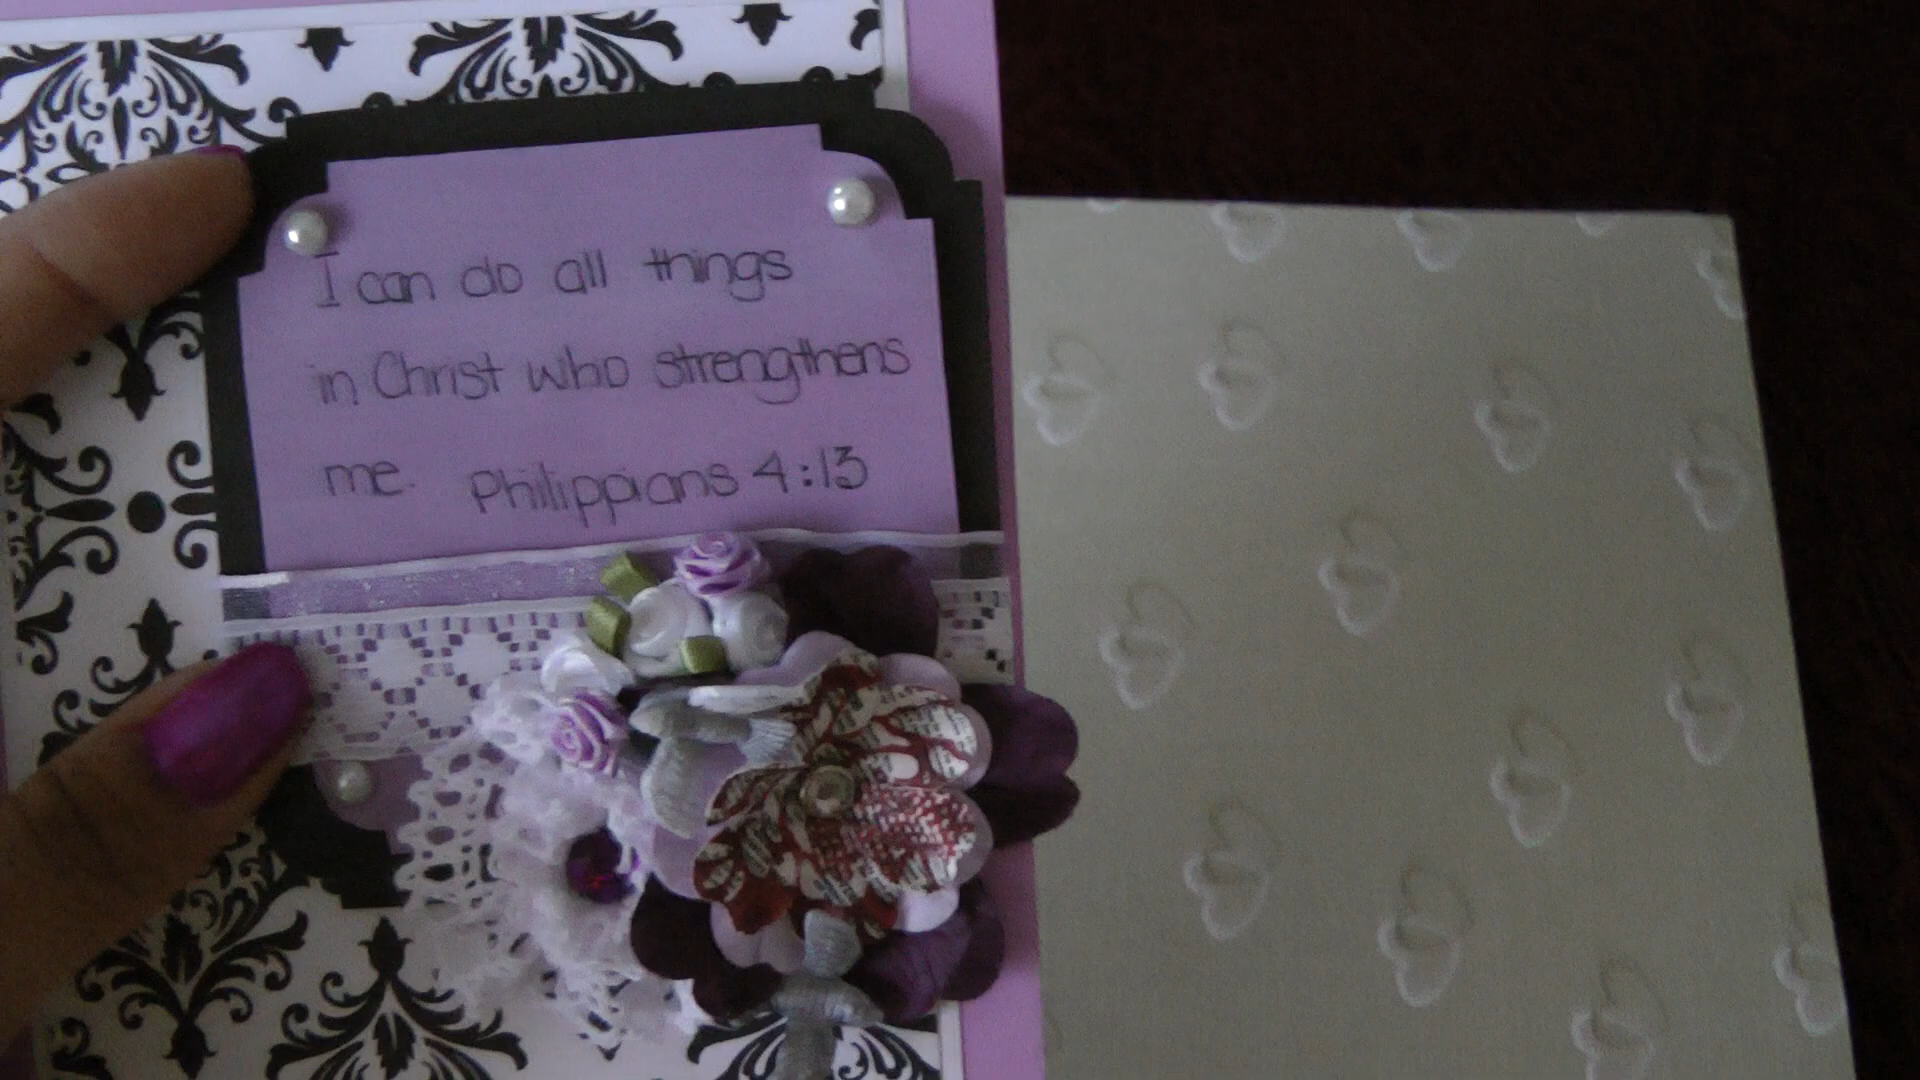 I can do all things
in Christ who strengthens
me. Philippians 4:13